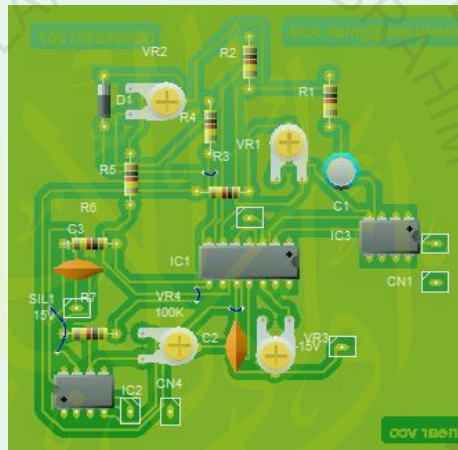 VR2
R2
D1
R1
R4
VR1
R3
R5
R6
C1
C3
IC3
IC1
CN1
SIL1
R7
VR4
15V
100K
C2
VR3
-15V
IC2
CN4